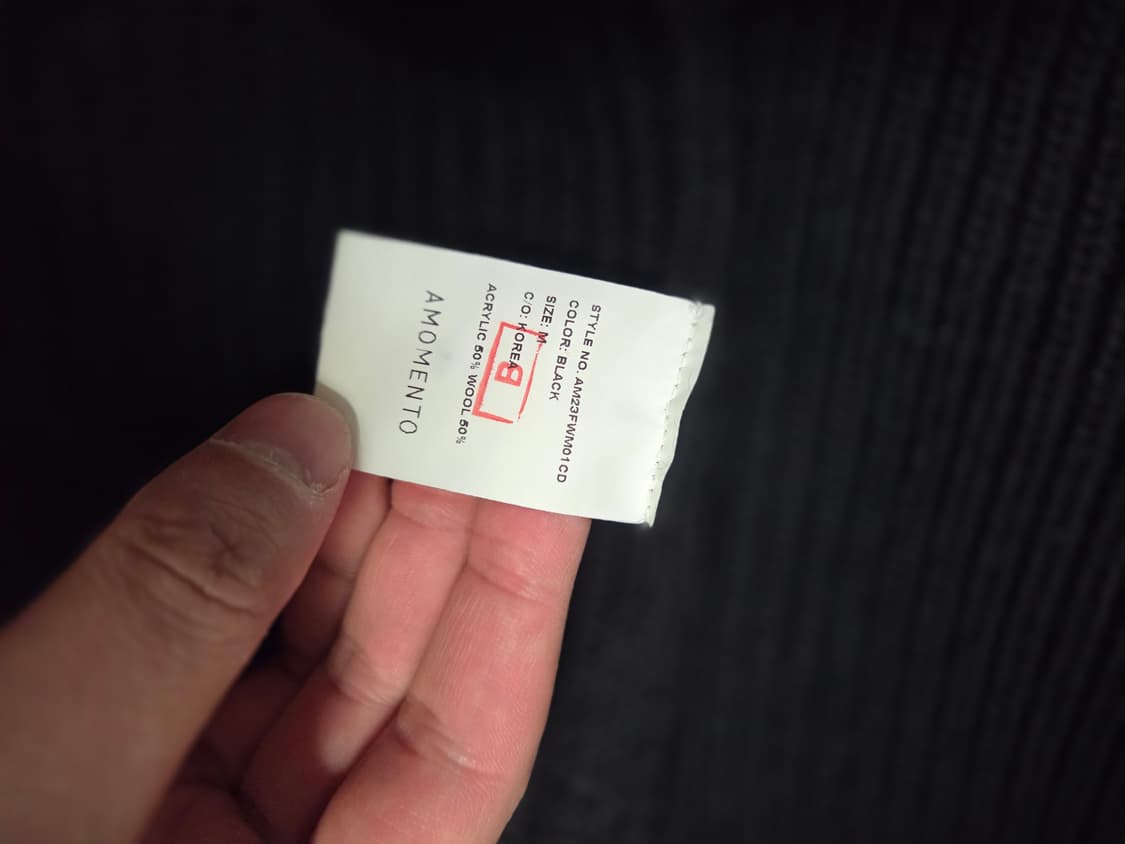 STYLE NO. AM23FWM01CD
COLOR: BLACK
SIZE: M
C/O: KOREA
B
ACRYLIC 50% WOOL 50%
AMOMENTO